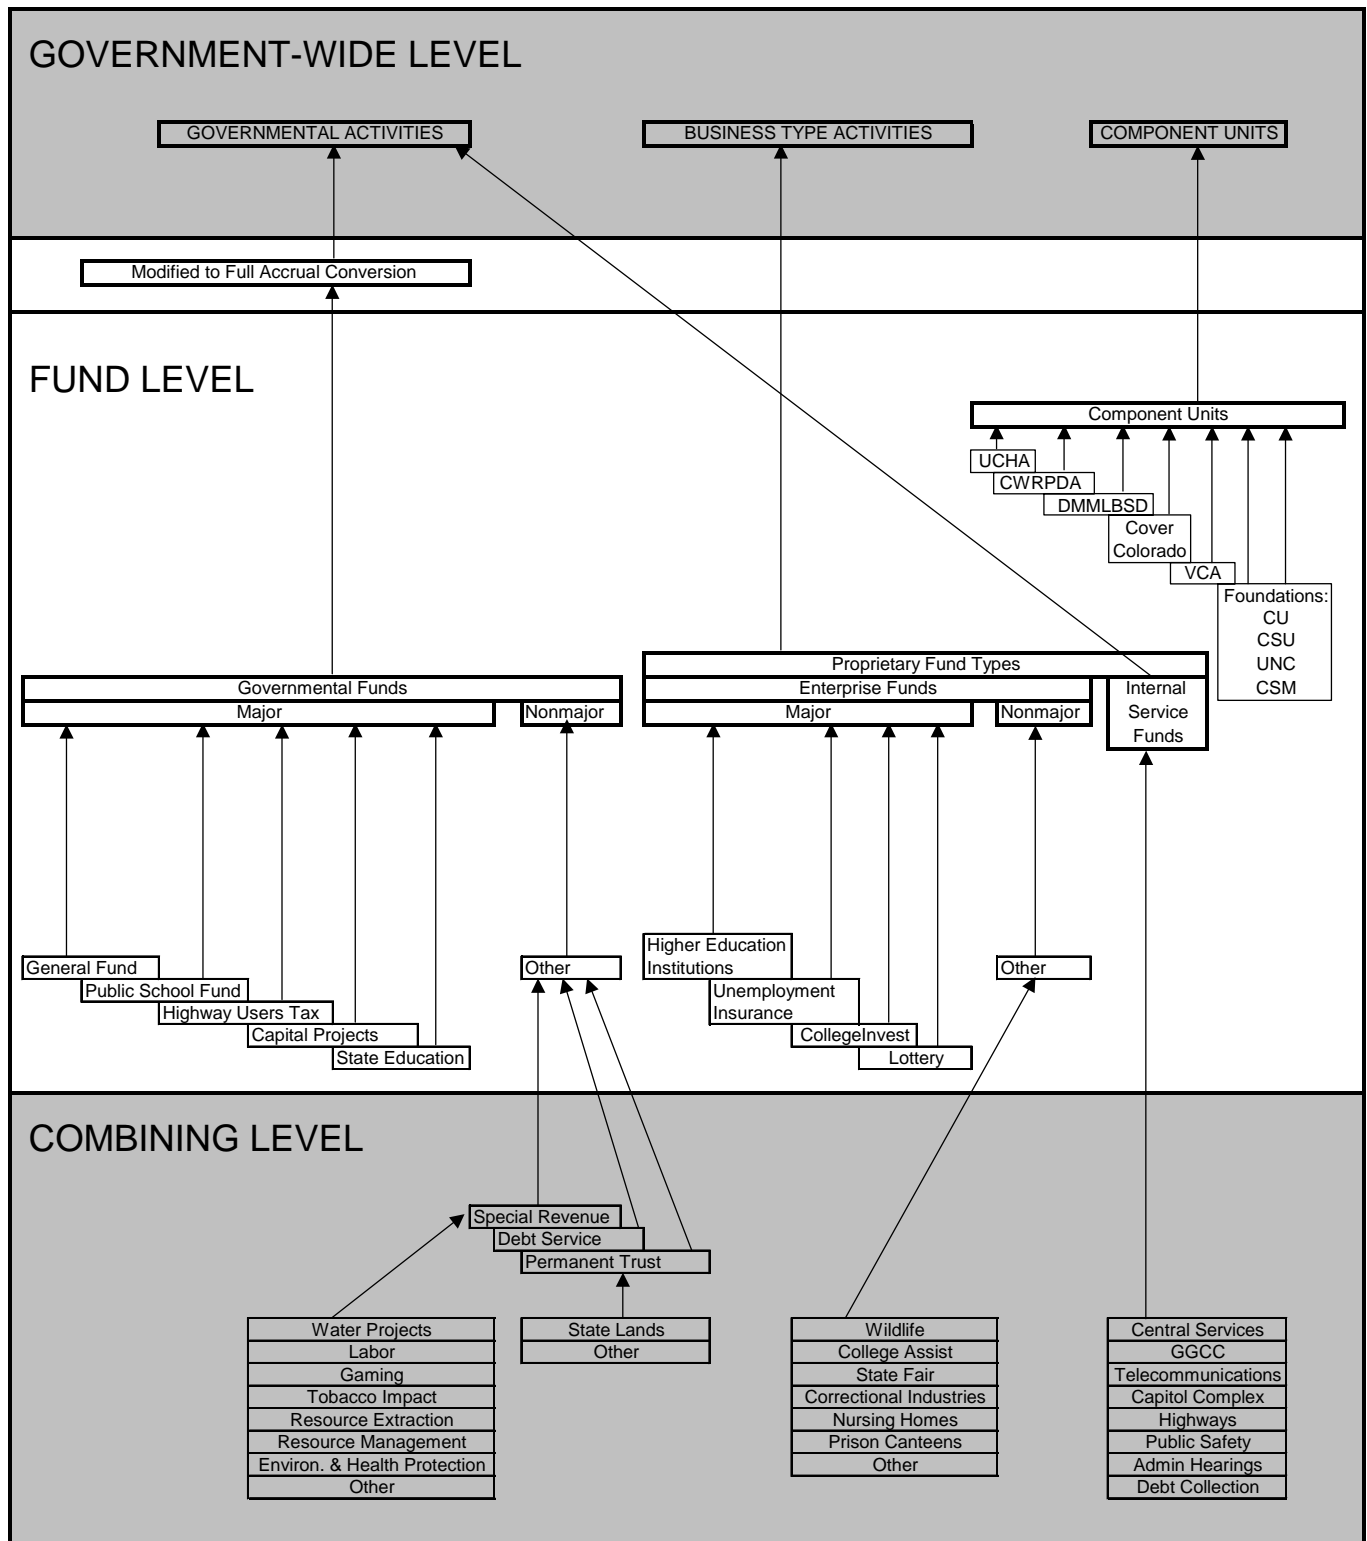 GOVERNMENT-WIDE LEVEL
GOVERNMENTAL ACTIVITIES
BUSINESS TYPE ACTIVITIES
COMPONENT UNITS
Modified to Full Accrual Conversion
FUND LEVEL
Component Units
UCHA
CWRPDA
DMMLBSD
Cover
Colorado
VCA
Foundations:
CU
CSU
UNC
CSM
Governmental Funds
Major
Nonmajor
Proprietary Fund Types
Enterprise Funds
Major
Nonmajor
Internal
Service
Funds
General Fund
Public School Fund
Highway Users Tax
Capital Projects
State Education
Other
Higher Education
Institutions
Unemployment
Insurance
CollegeInvest
Lottery
Other
COMBINING LEVEL
Special Revenue
Debt Service
Permanent Trust
Water Projects
Labor
Gaming
Tobacco Impact
Resource Extraction
Resource Management
Environ. & Health Protection
Other
State Lands
Other
Wildlife
College Assist
State Fair
Correctional Industries
Nursing Homes
Prison Canteens
Other
Central Services
GGCC
Telecommunications
Capitol Complex
Highways
Public Safety
Admin Hearings
Debt Collection